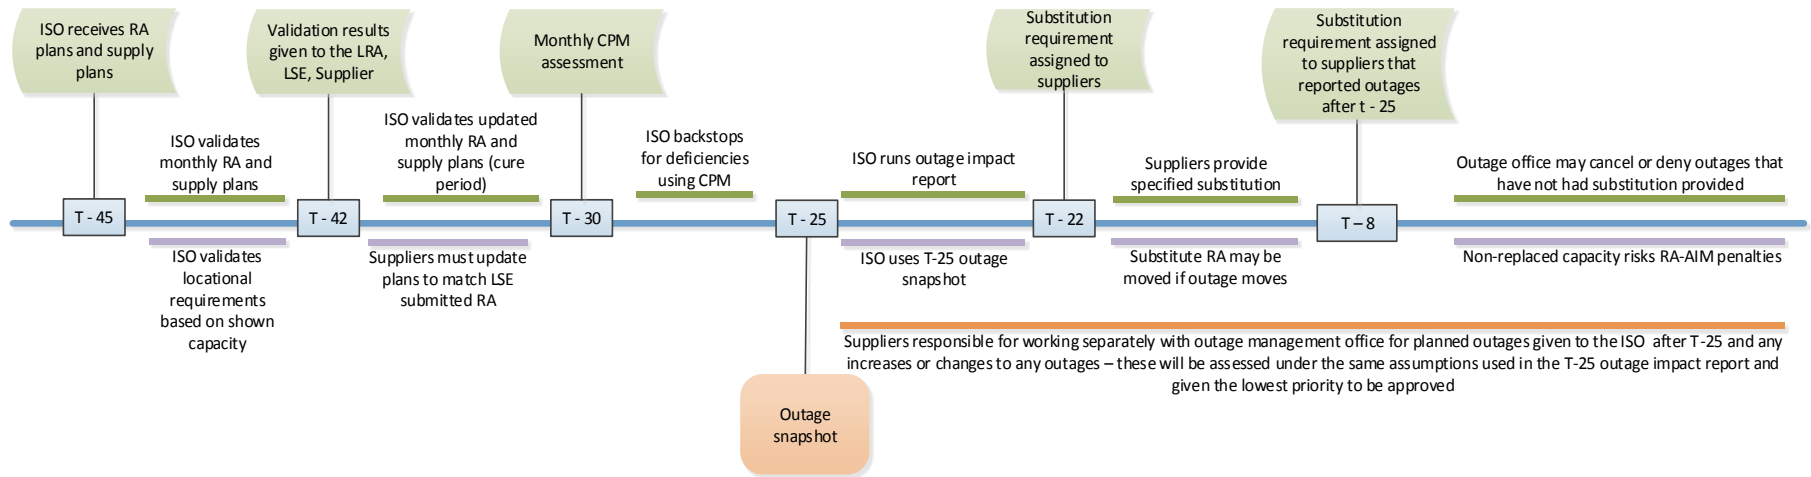 ISO receives RA
plans and supply
plans
Validation results
given to the LRA,
LSE, Supplier
Monthly CPM
assessment
Substitution
requirement
assigned to
suppliers
Substitution
requirement assigned
to suppliers that
reported outages
after t - 25
ISO validates
monthly RA and
supply plans
ISO validates updated
monthly RA and
supply plans (cure
period)
ISO backstops
for deficiencies
using CPM
ISO runs outage impact
report
Suppliers provide
specified substitution
Outage office may cancel or deny outages that
have not had substitution provided
T - 45
T - 42
T - 30
T - 25
T - 22
T – 8
ISO validates
locational
requirements
based on shown
capacity
Suppliers must update
plans to match LSE
submitted RA
ISO uses T-25 outage
snapshot
Substitute RA may be
moved if outage moves
Non-replaced capacity risks RA-AIM penalties
Suppliers responsible for working separately with outage management office for planned outages given to the ISO after T-25 and any
increases or changes to any outages – these will be assessed under the same assumptions used in the T-25 outage impact report and
given the lowest priority to be approved
Outage
snapshot